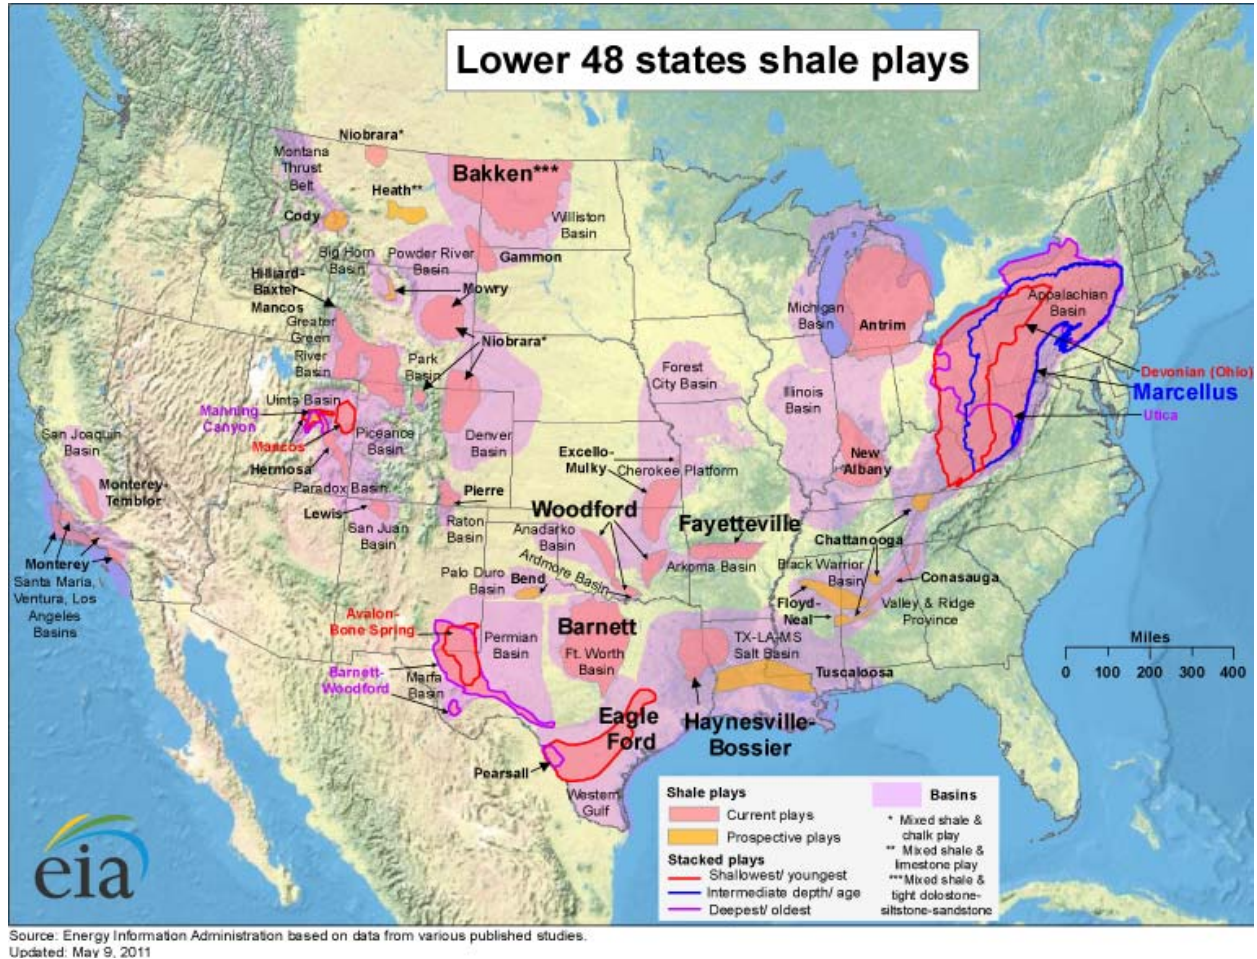 Lower 48 states shale plays
Niobrara*
Montana
Thrust
Belt
Bakken***
Heath**
Cody
Williston
Basin
Big Horn
Basin
Powder River
Basin
Gammon
Hilliard-
Baxter-
Mancos
Mowry
Greater
Green
River
Basin
Niobrara*
Park
Basin
Michigan
Basin
Antrim
Appalachian
Basin
Devonian (Ohio)
Marcellus
Utica
Forest
City Basin
Illinois
Basin
Uinta Basin
Manning
Canyon
Mancos
Piceance
Basin
Denver
Basin
Hermosa
Paradox Basin
San Joaquin
Basin
Monterey-
Temblor
Excello-
Mulky
Cherokee Platform
New
Albany
Pierre
Lewis
San Juan
Basin
Raton
Basin
Woodford
Anadarko
Basin
Fayetteville
Arkoma Basin
Chattanooga
Black Warrior
Basin
Conasauga
Monterey
Santa Maria,
Ventura, Los
Angeles
Basins
Palo Duro
Basin
Bend
Ardmore Basin
Floyd-
Neal
Valley & Ridge
Province
Avalon-
Bone Spring
Permian
Basin
Barnett
Ft. Worth
Basin
TX-LA-MS
Salt Basin
Tuscaloosa
Barnett-
Woodford
Marfa
Basin
Eagle
Ford
Haynesville-
Bossier
Pearsall
Western
Gulf
Miles
0 100 200 300 400
Shale plays
Current plays
Prospective plays
Stacked plays
Shallowest/ youngest
Intermediate depth/ age
Deepest/ oldest
Basins
* Mixed shale &
chalk play
** Mixed shale &
limestone play
***Mixed shale &
tight dolostone-
siltstone-sandstone
eia
Source: Energy Information Administration based on data from various published studies.
Updated: May 9, 2011